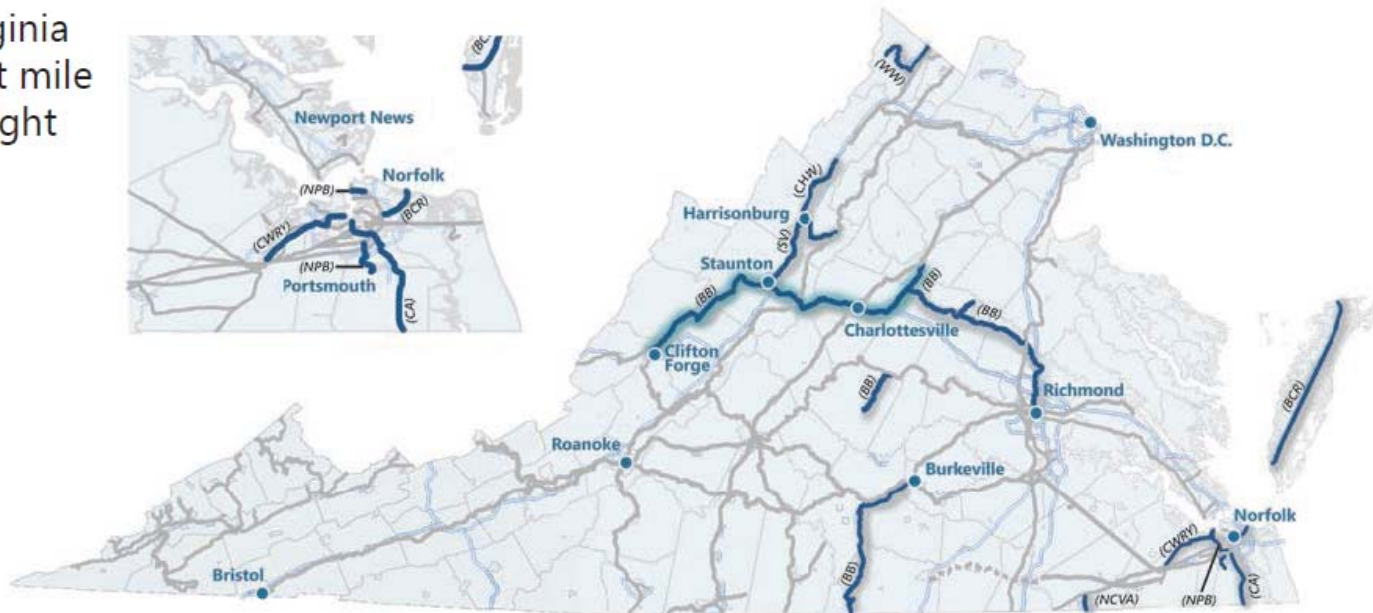 ginia
t mile
ght
(BCR)
Newport News
Norfolk
(NPB)
(BCR)
(CWRY)
(NPB)
Portsmouth
(CA)
(WW)
Washington D.C.
(CHW)
Harrisonburg
(SV)
Staunton
(BB)
(BB)
(BB)
Charlottesville
Clifton
Forge
(BB)
Richmond
(BCR)
Roanoke
Burkeville
Norfolk
(CWRY)
Bristol
(BB)
(NCVA)
(NPB)
(CA)